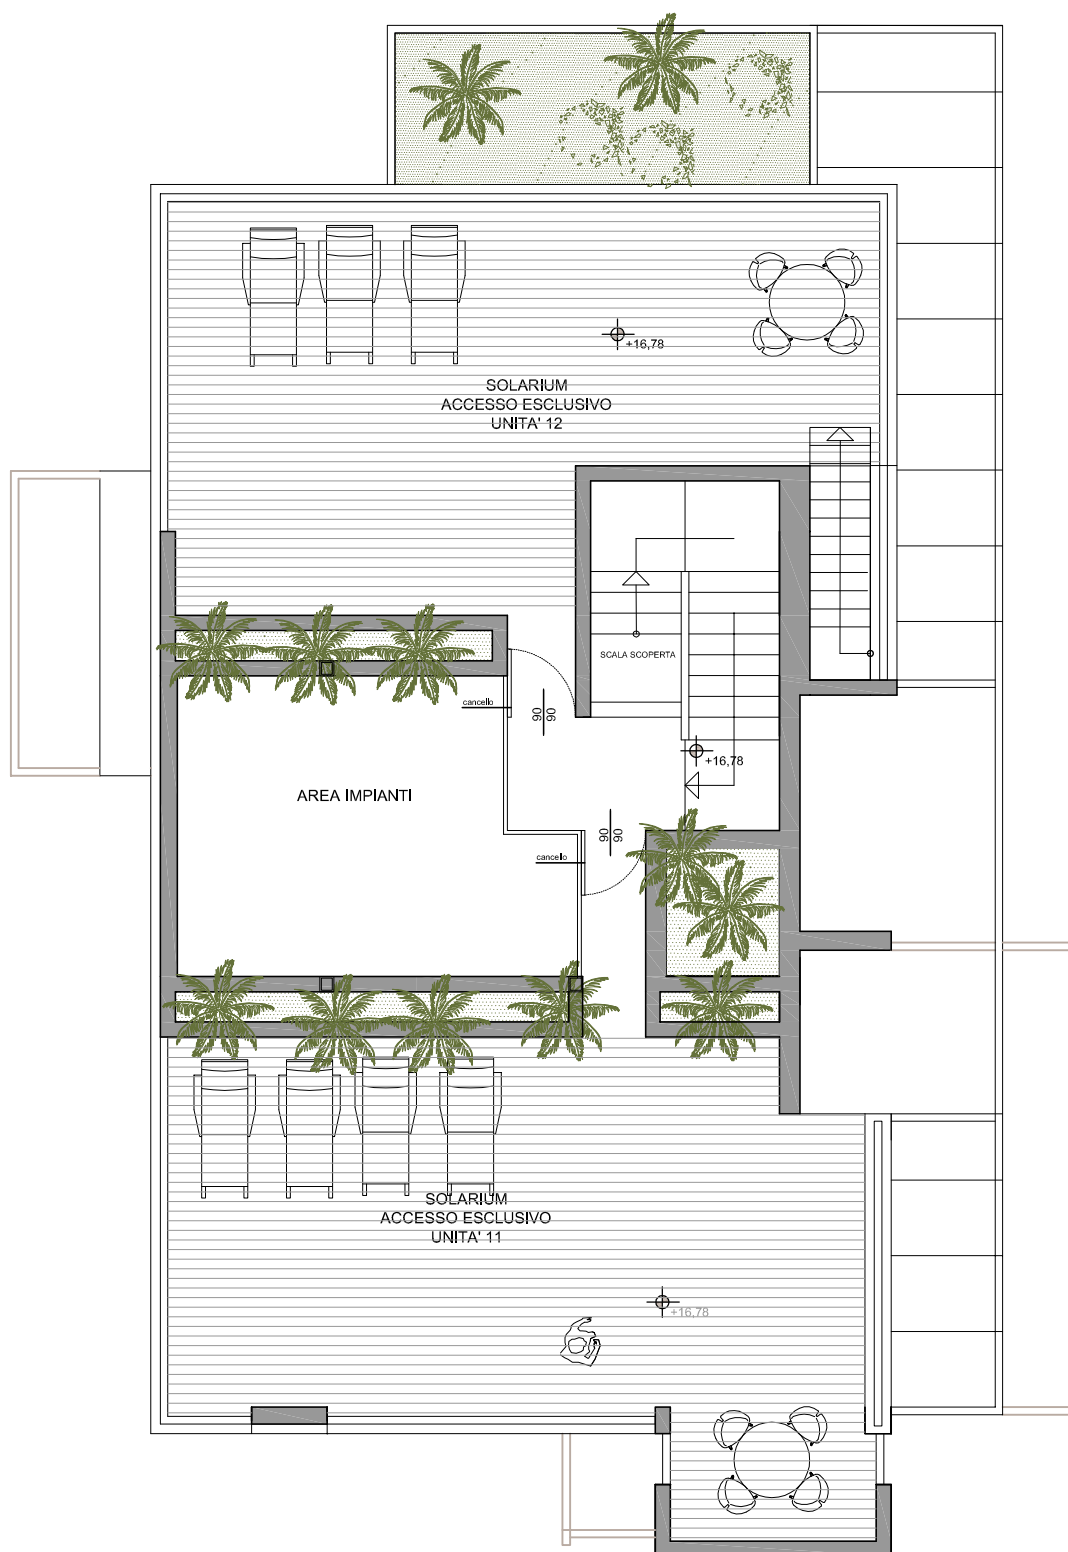 +16,78
SOLARIUM
ACCESSO ESCLUSIVO
UNITA' 12
SCALA SCOPERTA
cancello
90
90
+16,78
AREA IMPIANTI
90
90
cancello
SOLARIUM
ACCESSO ESCLUSIVO
UNITA' 11
+16,78